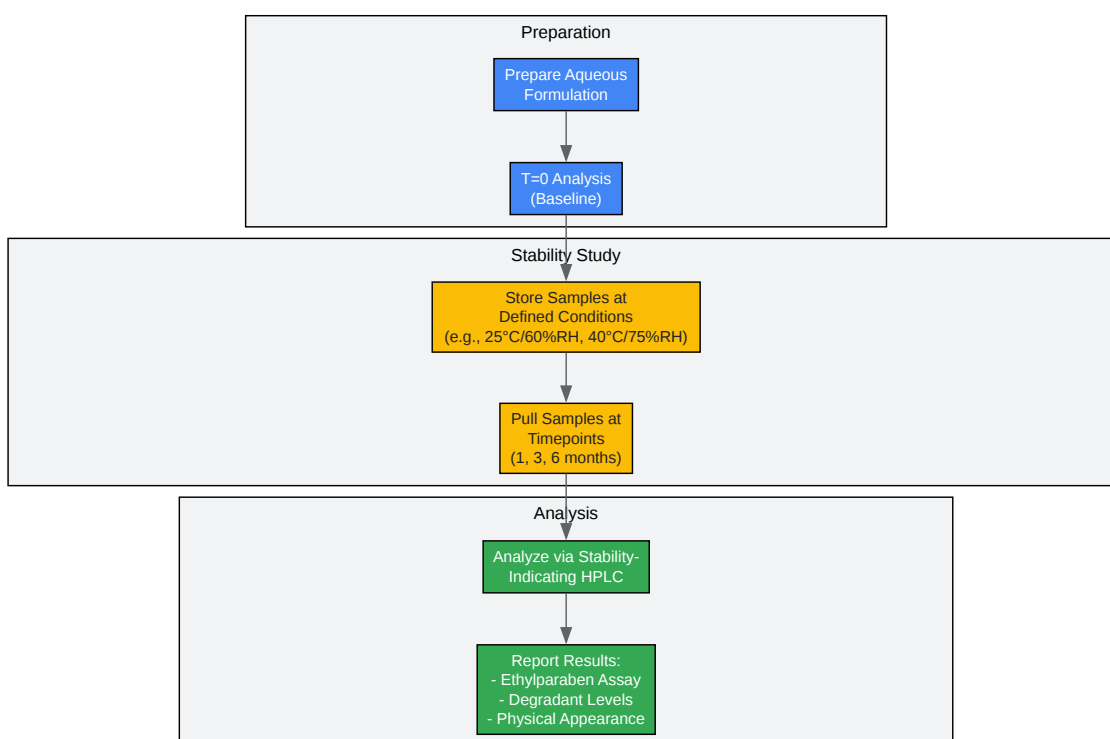 Preparation
Prepare Aqueous
Formulation
T=0 Analysis
(Baseline)
Stability Study
Store Samples at
Defined Conditions
(e.g., 25°C/60%RH, 40°C/75%RH)
Pull Samples at
Timepoints
(1, 3, 6 months)
Analysis
Analyze via Stability-
Indicating HPLC
Report Results:
- Ethylparaben Assay
- Degradant Levels
- Physical Appearance